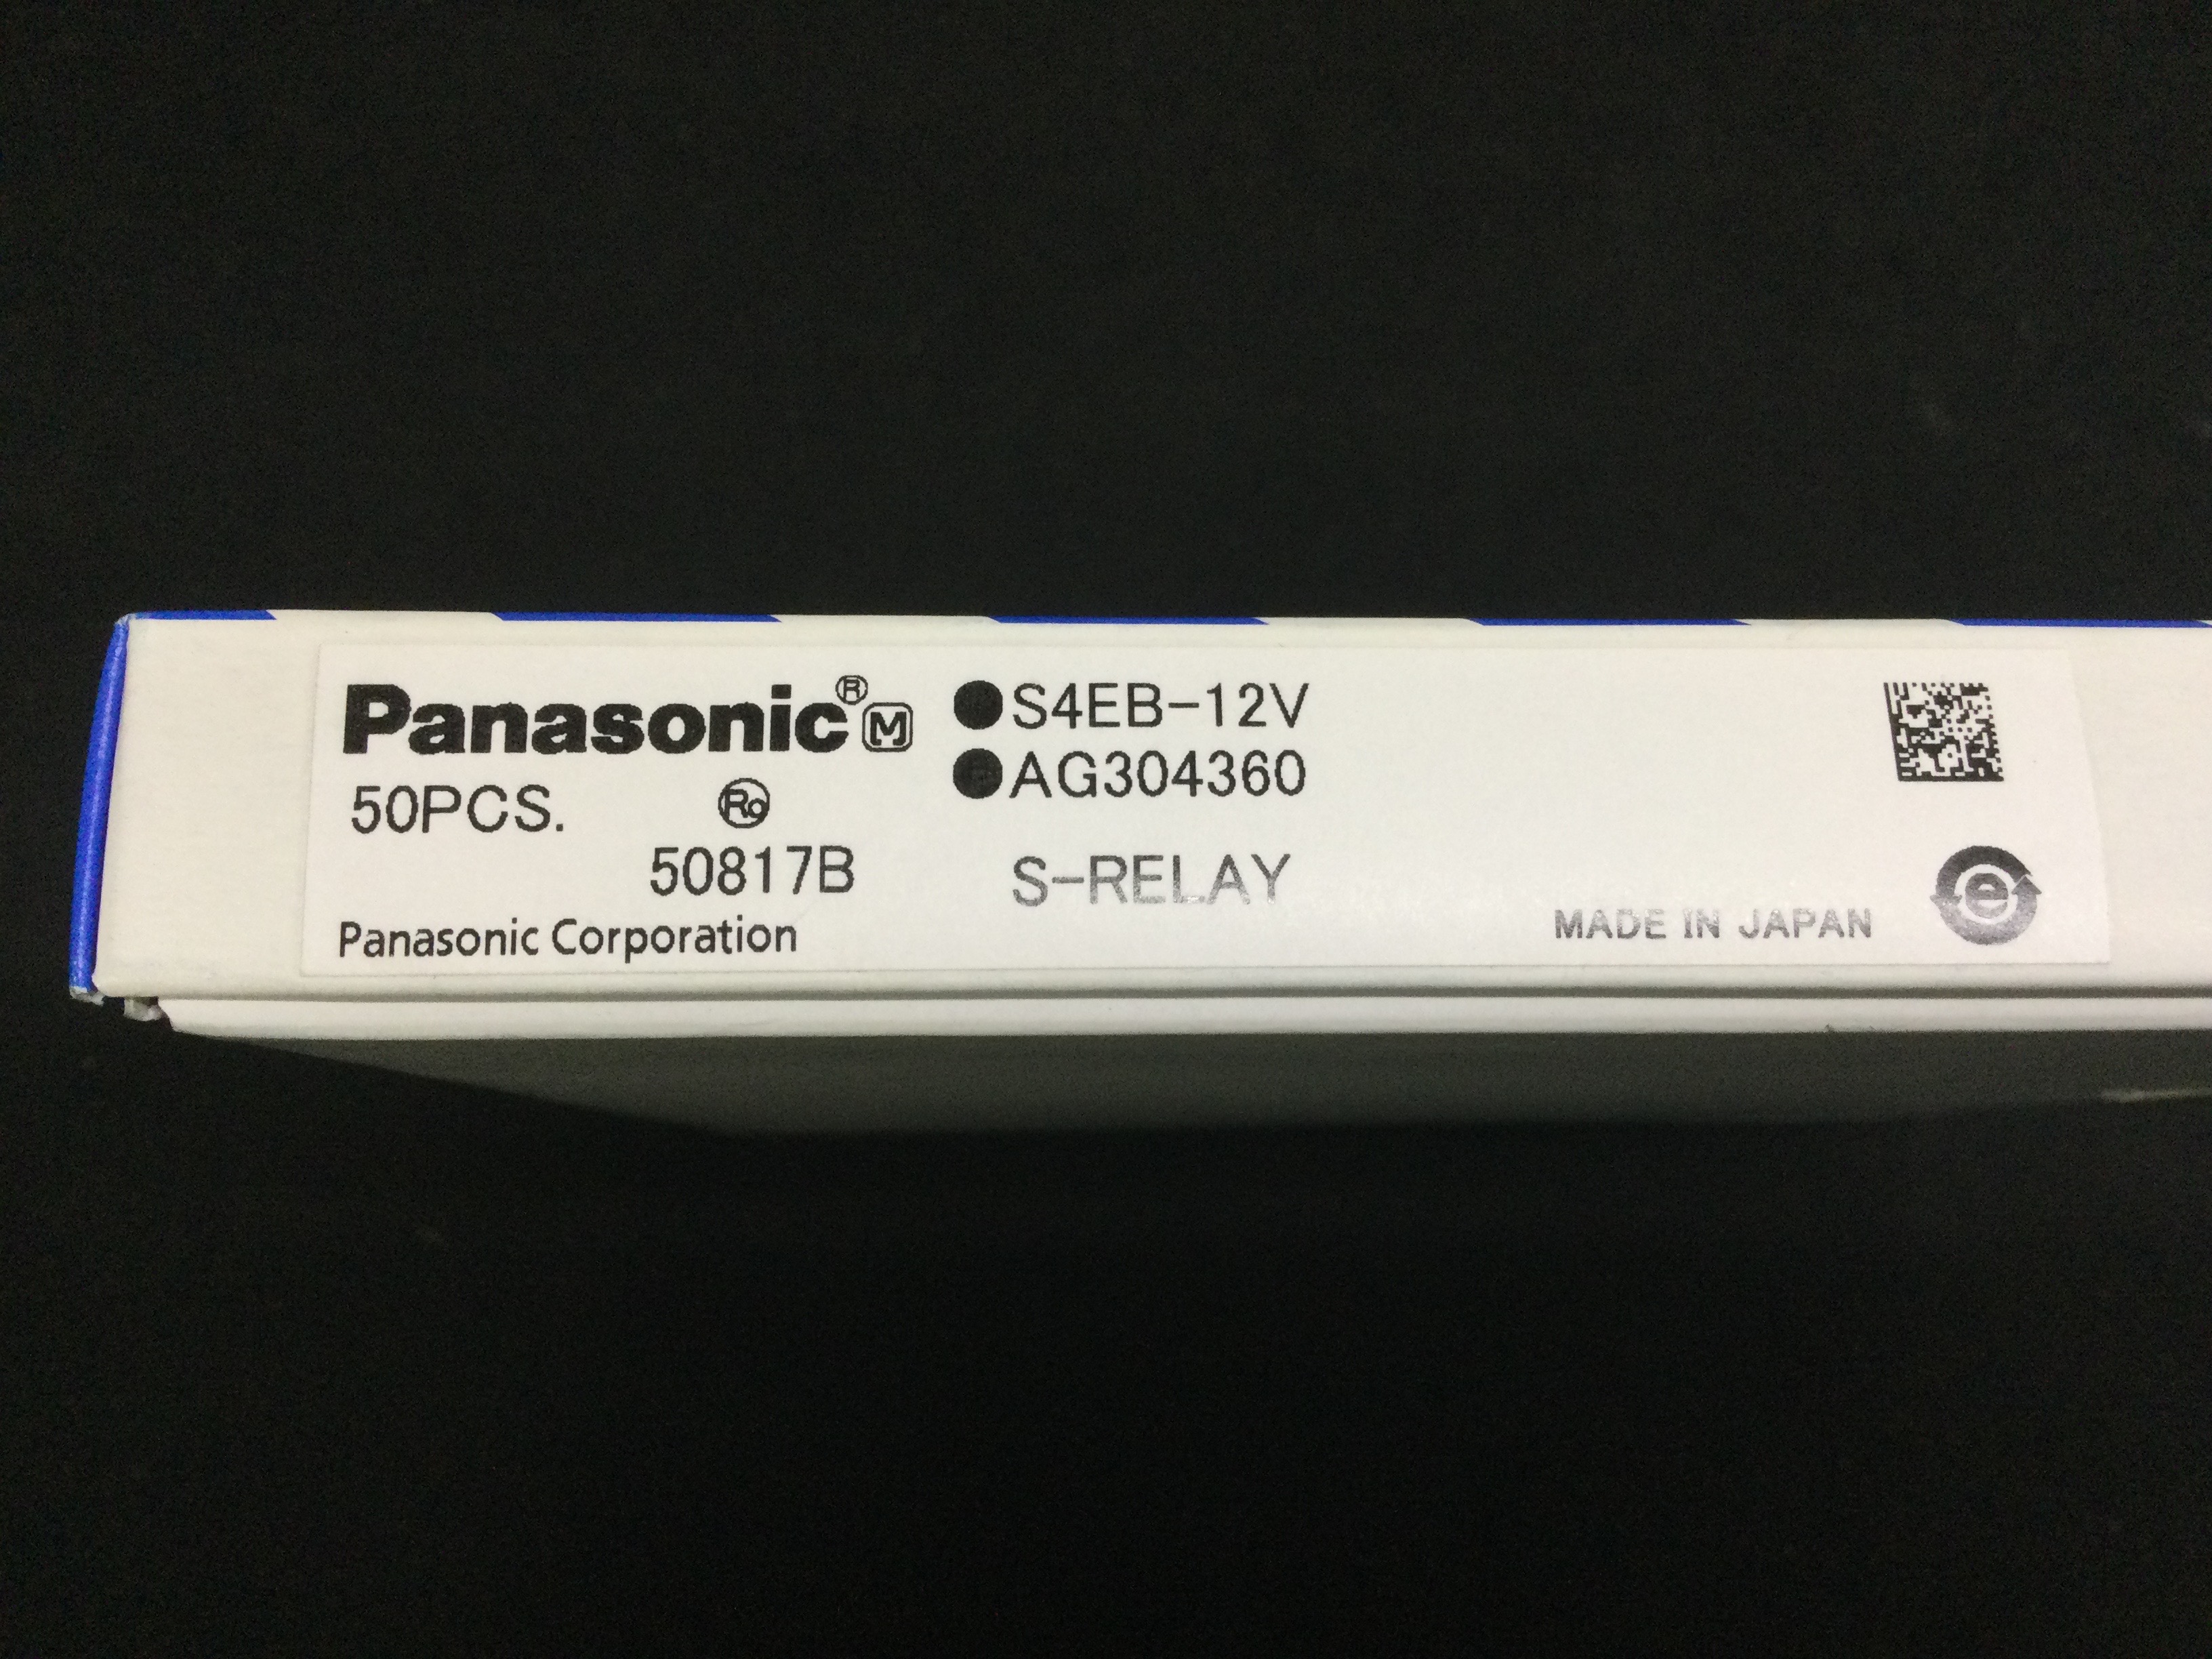 Panasonic® M
50PCS. Ro
50817B
Panasonic Corporation
●S4EB-12V
●AG304360
S-RELAY
MADE IN JAPAN
e